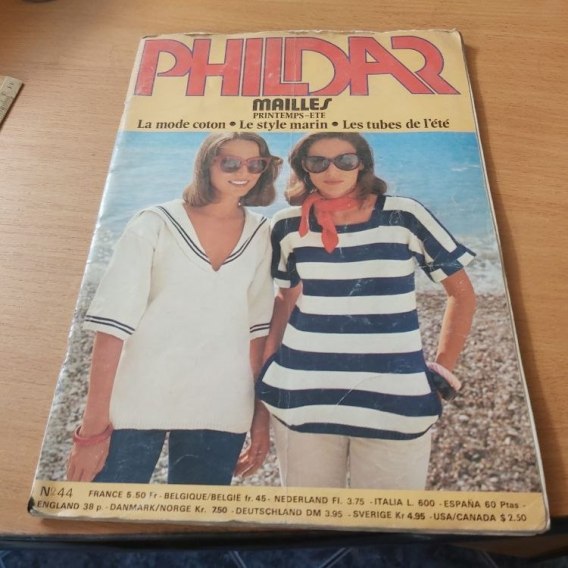 PHILDAR
MAILLES
PRINTEMPS-ETE
La mode coton • Le style marin • Les tubes de l'été
No 44 FRANCE 5.50 Fr - BELGIQUE/BELGIË fr. 45 - NEDERLAND Fl. 3.75 - ITALIA L. 600 - ESPAÑA 60 Ptas -
ENGLAND 38 p. - DANMARK/NORGE Kr. 7.50 - DEUTSCHLAND DM 3.95 - SVERIGE Kr 4.95 - USA/CANADA $ 2.50